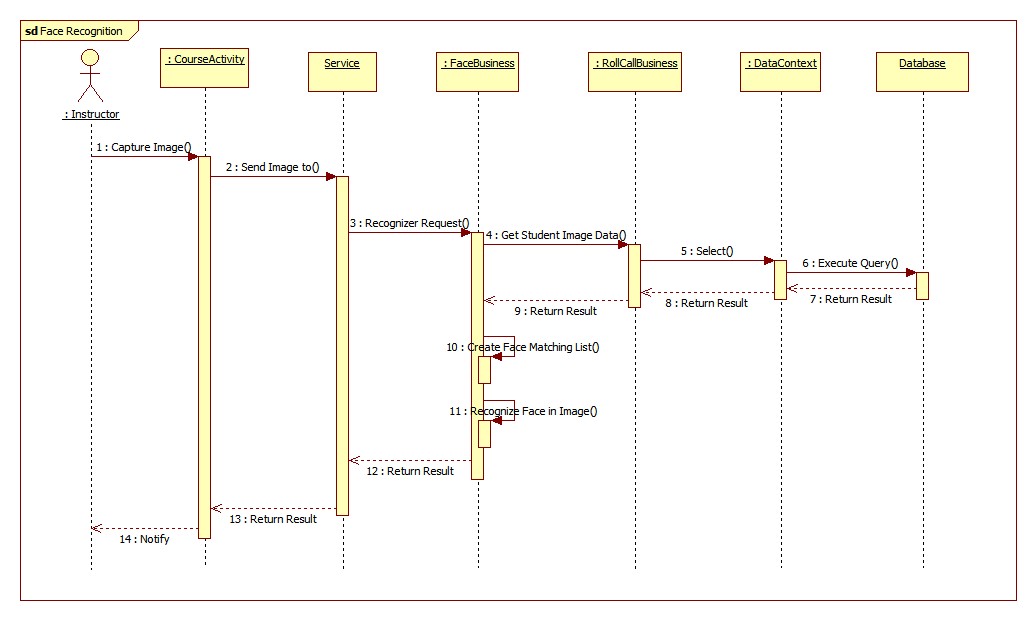 sd Face Recognition
: Instructor
: CourseActivity
Service
: FaceBusiness
: RollCallBusiness
: DataContext
Database
1 : Capture Image()
2 : Send Image to()
3 : Recognizer Request()
4 : Get Student Image Data()
5 : Select()
6 : Execute Query()
7 : Return Result
8 : Return Result
9 : Return Result
10 : Create Face Matching List()
11 : Recognize Face in Image()
12 : Return Result
13 : Return Result
14 : Notify